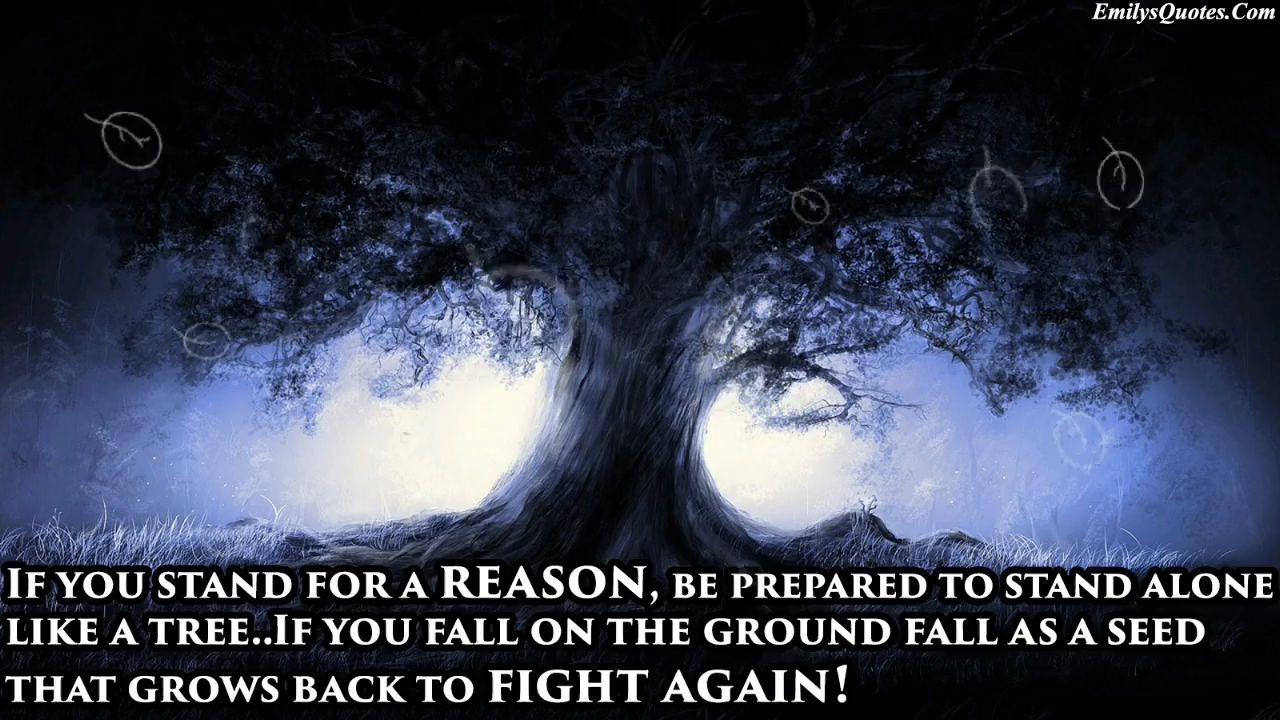 EmilysQuotes.Com
If you stand for a REASON, be prepared to stand alone
like a tree..If you fall on the ground fall as a seed
that grows back to FIGHT AGAIN!